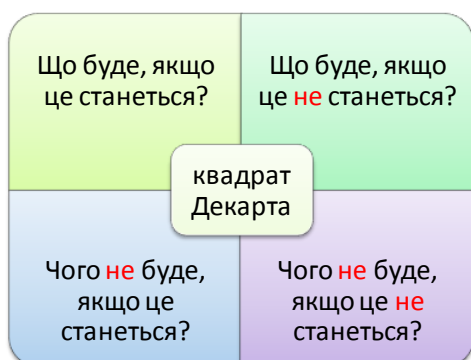 Що буде, якщо
це станеться?
Що буде, якщо
це не станеться?
квадрат
Декарта
Чого не буде,
якщо це
станеться?
Чого не буде,
якщо це не
станеться?